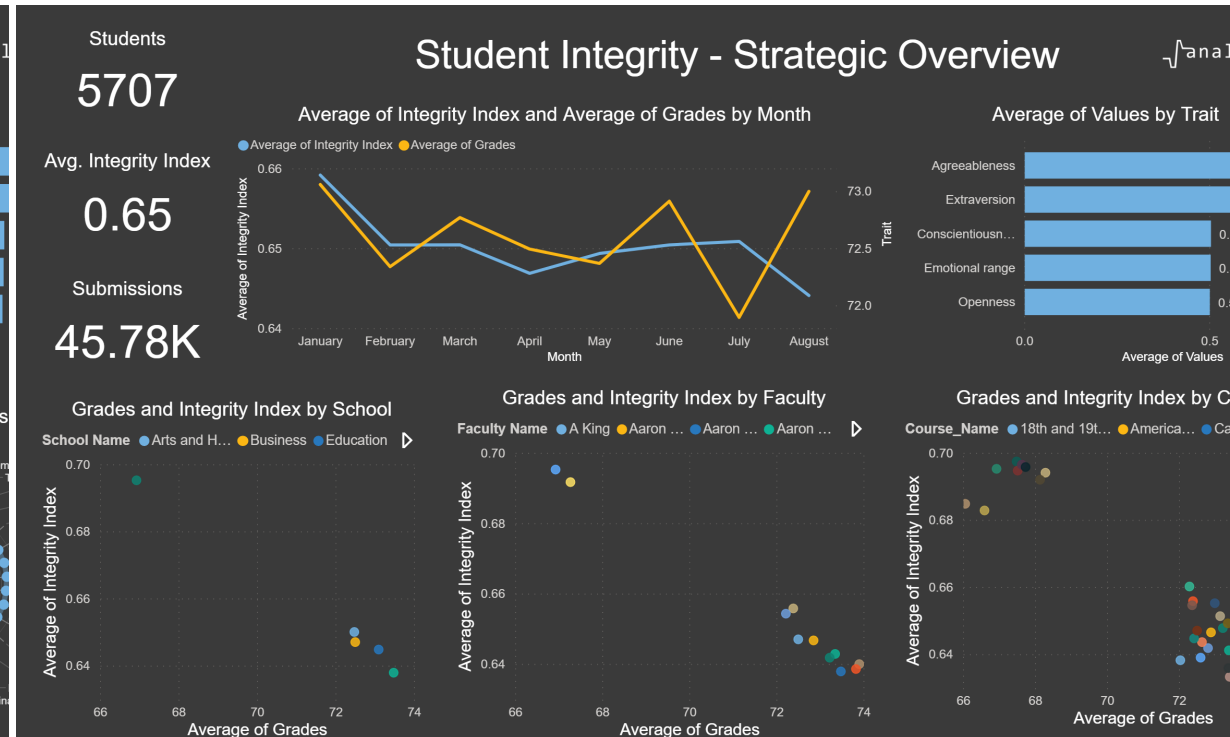 Students
5707
Avg. Integrity Index
0.65
Submissions
45.78K
Student Integrity - Strategic Overview
anal
Average of Integrity Index and Average of Grades by Month
Average of Integrity Index Average of Grades
Average of Integrity Index
0.66
0.65
0.64
73.0
72.5
72.0
Trait
January February March April May June July August
Month
Average of Values by Trait
Agreeableness
Extraversion
Conscientiousn...
Emotional range
Openness
0.0 0.5
Average of Values
Grades and Integrity Index by School
School Name Arts and H... Business Education
Average of Integrity Index
0.70
0.68
0.66
0.64
66 68 70 72 74
Average of Grades
Grades and Integrity Index by Faculty
Faculty Name A King Aaron ... Aaron ... Aaron ...
Average of Integrity Index
0.70
0.68
0.66
0.64
66 68 70 72 74
Average of Grades
Grades and Integrity Index by C
Course_Name 18th and 19t... America... Ca
Average of Integrity Index
0.70
0.68
0.66
0.64
66 68 70 72
Average of Grades